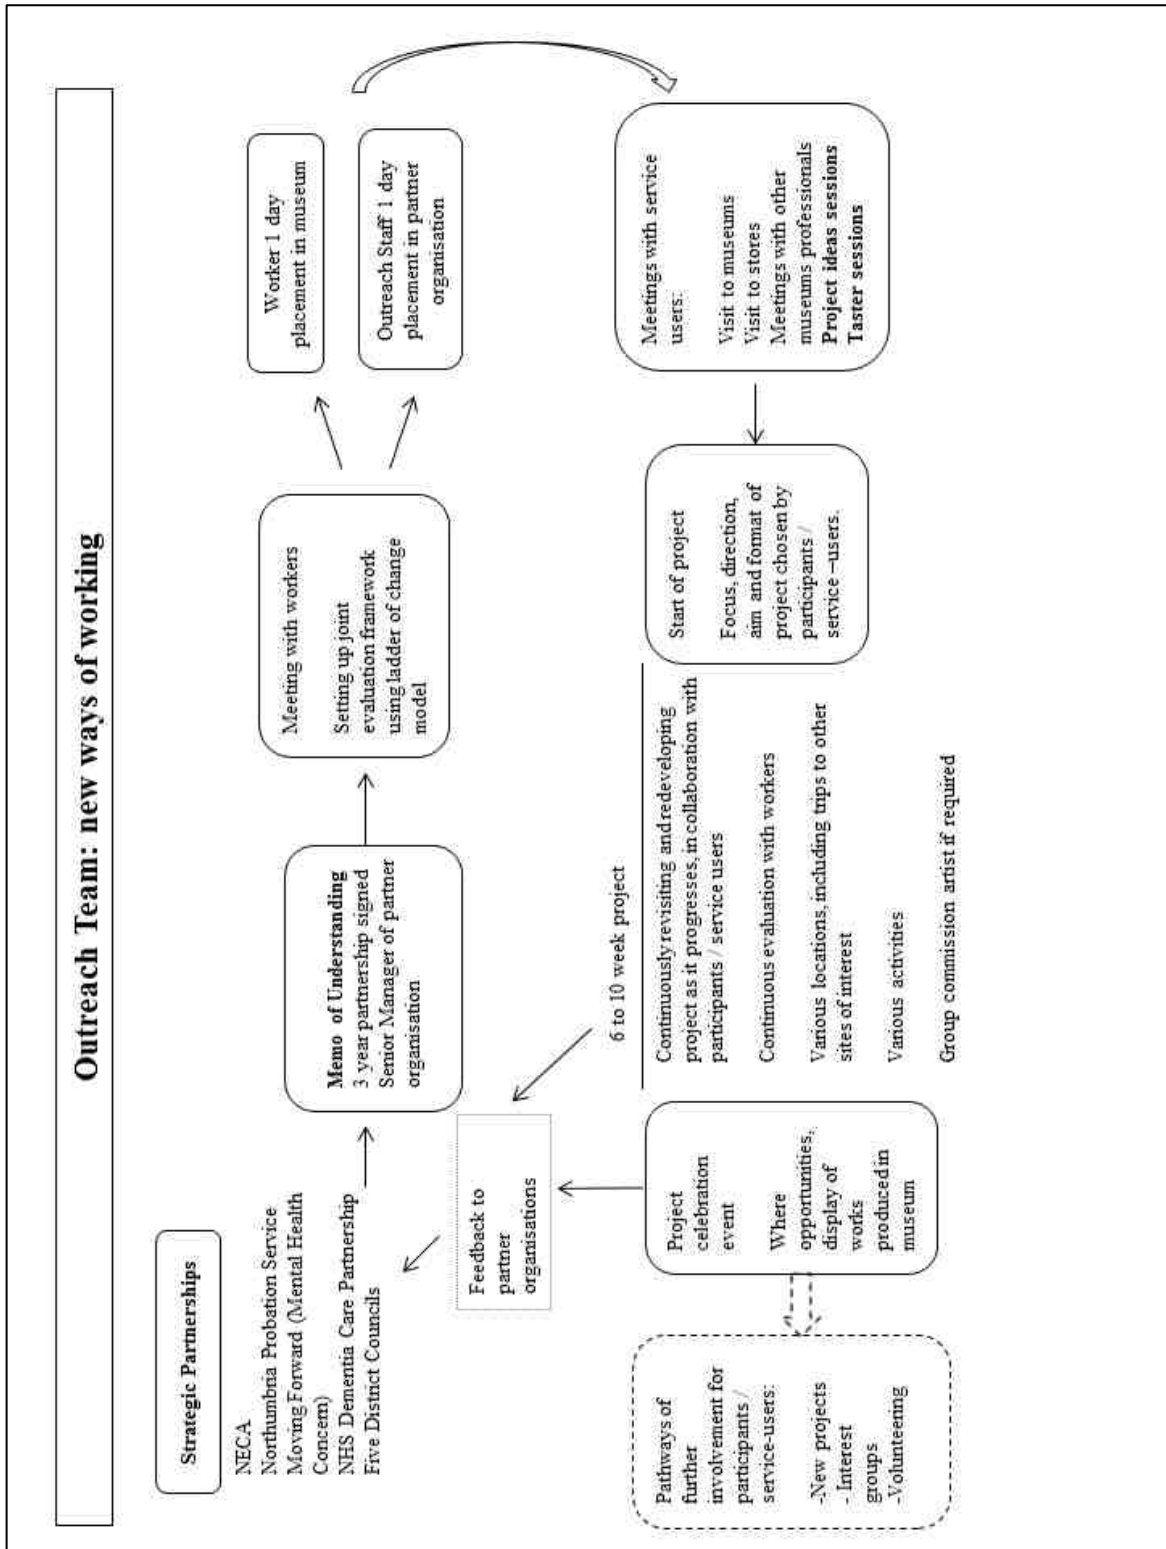 Outreach Team: new ways of working
Strategic Partnerships
NECA
Northumbria Probation Service
Moving Forward (Mental Health
Concern)
NHS Dementia Care Partnership
Five District Councils
Memo of Understanding
3 year partnership signed
Senior Manager of partner
organisation
Meeting with workers
Setting up joint
evaluation framework
using ladder of change
model
Worker 1 day
placement in museum
Outreach Staff 1 day
placement in partner
organisation
Meetings with service
users:
Visit to museums
Visit to stores
Meetings with other
museums professionals
Project ideas sessions
Taster sessions
Start of project
Focus, direction,
aim and format of
project chosen by
participants /
service –users.
6 to 10 week project
Continuously revisiting and redeveloping
project as it progresses, in collaboration with
participants / service users
Continuous evaluation with workers
Various locations, including trips to other
sites of interest
Various activities
Group commission artist if required
Feedback to
partner
organisations
Project
celebration
event
Where
opportunities,
display of
works
produced in
museum
Pathways of
further
involvement for
participants /
service-users:
-New projects
- Interest
groups
-Volunteering